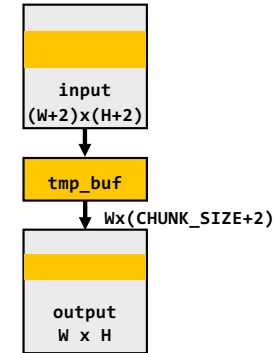 input
(W+2)x(H+2)
tmp_buf
Wx(CHUNK_SIZE+2)
output
W x H